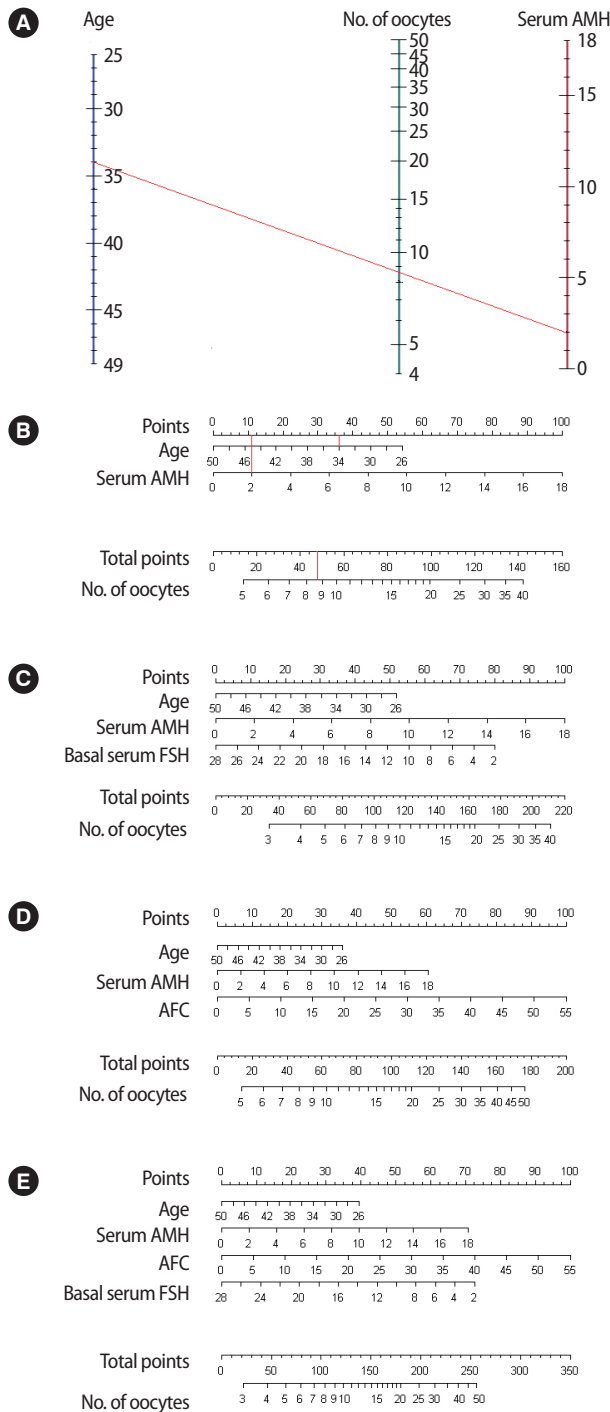 A
Age No. of oocytes Serum AMH
25 50 18
45
40
30 35 15
30
25
35 20 10
15
40 10
5
45
5
49 4 0
B
Points 0 10 20 30 40 50 60 70 80 90 100
Age 50 46 42 38 34 30 26
Serum AMH 0 2 4 6 8 10 12 14 16 18
Total points 0 20 40 60 80 100 120 140 160
No. of oocytes 5 6 7 8 9 10 15 20 25 30 35 40
C
Points 0 10 20 30 40 50 60 70 80 90 100
Age 50 46 42 38 34 30 26
Serum AMH 0 2 4 6 8 10 12 14 16 18
Basal serum FSH 28 26 24 22 20 18 16 14 12 10 8 6 4 2
Total points 0 20 40 60 80 100 120 140 160 180 200 220
No. of oocytes 3 4 5 6 7 8 9 10 15 20 25 30 35 40
D
Points 0 10 20 30 40 50 60 70 80 90 100
Age 50 46 42 38 34 30 26
Serum AMH 0 2 4 6 8 10 12 14 16 18
AFC 0 5 10 15 20 25 30 35 40 45 50 55
Total points 0 20 40 60 80 100 120 140 160 180 200
No. of oocytes 5 6 7 8 9 10 15 20 25 30 35 40 45 50
E
Points 0 10 20 30 40 50 60 70 80 90 100
Age 50 46 42 38 34 30 26
Serum AMH 0 2 4 6 8 10 12 14 16 18
AFC 0 5 10 15 20 25 30 35 40 45 50 55
Basal serum FSH 28 24 20 16 12 8 6 4 2
Total points 0 50 100 150 200 250 300 350
No. of oocytes 3 4 5 6 7 8 9 10 15 20 25 30 40 50